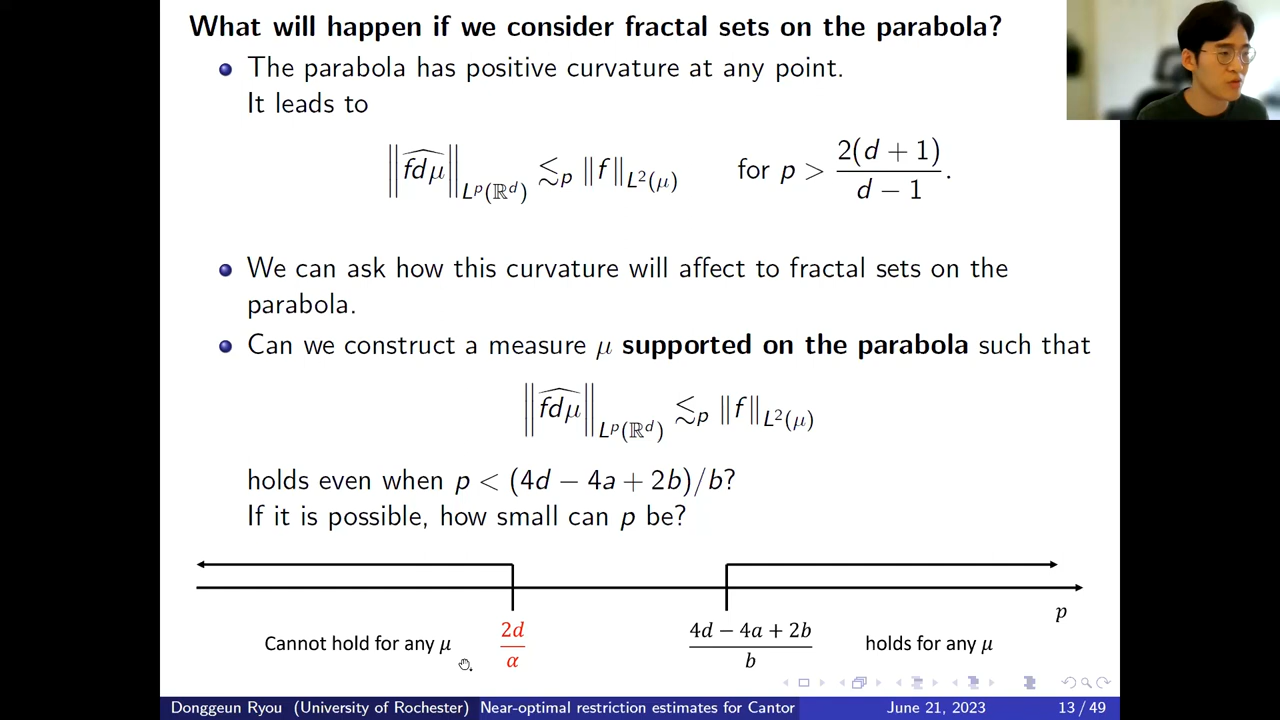 What will happen if we consider fractal sets on the parabola?
The parabola has positive curvature at any point.
It leads to
‖f̂dμ‖_{L^p(ℝ^d)} ≲_p ‖f‖_{L^2(μ)} for p > 2(d + 1)/(d − 1).
We can ask how this curvature will affect to fractal sets on the
parabola.
Can we construct a measure μ supported on the parabola such that
‖f̂dμ‖_{L^p(ℝ^d)} ≲_p ‖f‖_{L^2(μ)}
holds even when p < (4d − 4a + 2b)/b?
If it is possible, how small can p be?
p
Cannot hold for any μ 2d/α 4d − 4a + 2b/b holds for any μ
Donggeun Ryou (University of Rochester) Near-optimal restriction estimates for Cantor June 21, 2023 13 / 49